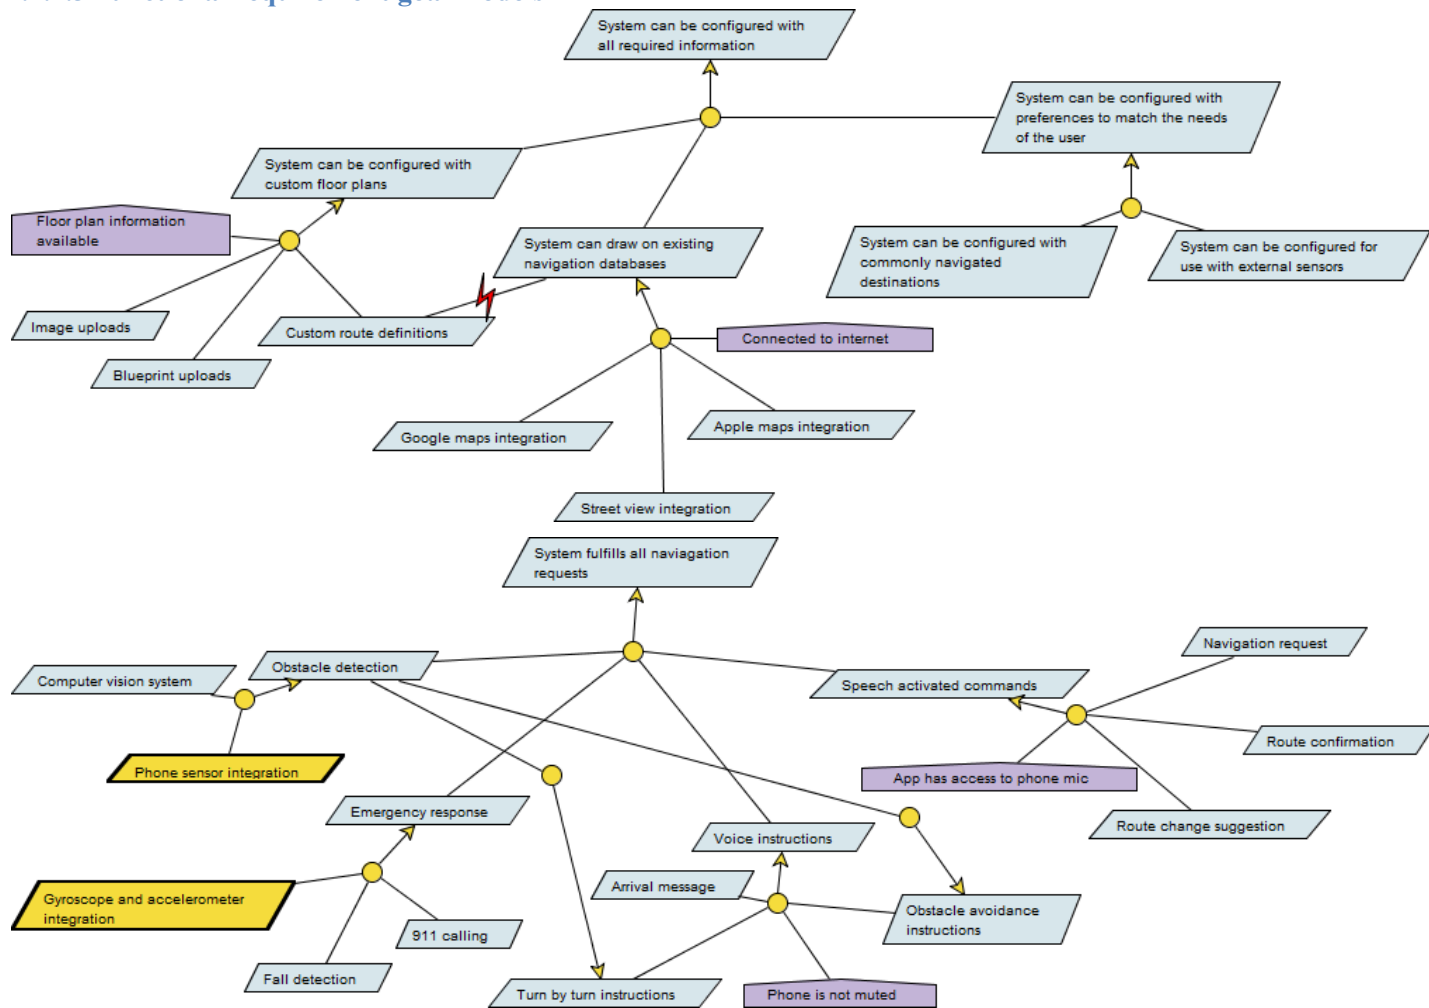 System can be configured with
all required information
System can be configured with
preferences to match the needs
of the user
System can be configured with
custom floor plans
Floor plan information
available
System can draw on existing
navigation databases
System can be configured with
commonly navigated
destinations
System can be configured for
use with external sensors
Image uploads
Custom route definitions
Connected to internet
Blueprint uploads
Google maps integration
Apple maps integration
Street view integration
System fulfills all naviagation
requests
Navigation request
Obstacle detection
Computer vision system
Speech activated commands
Route confirmation
Phone sensor integration
App has access to phone mic
Emergency response
Route change suggestion
Voice instructions
Arrival message
Gyroscope and accelerometer
integration
Obstacle avoidance
instructions
911 calling
Fall detection
Turn by turn instructions
Phone is not muted